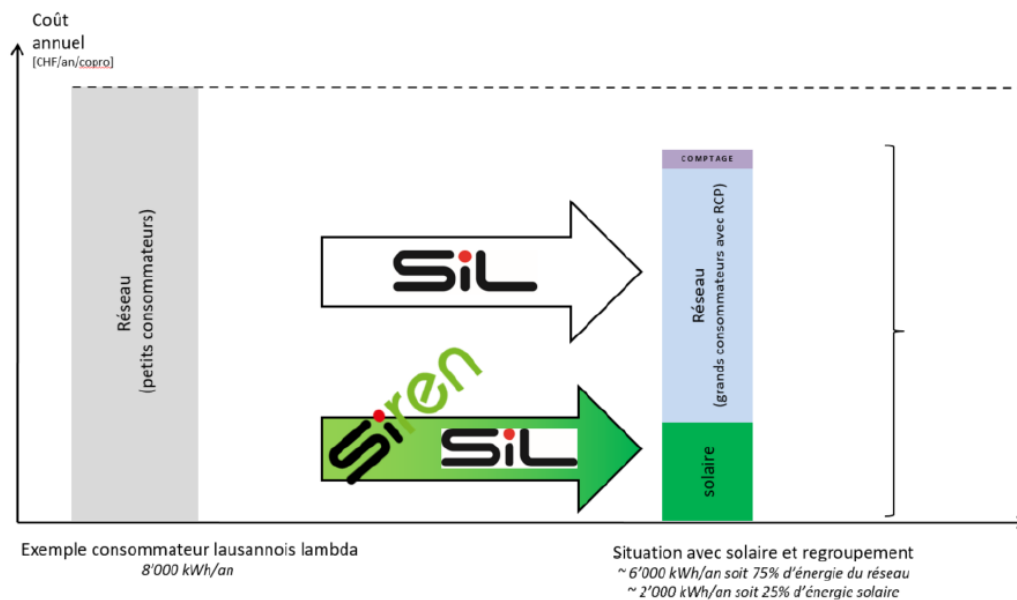 Coût
annuel
[CHF/an/copro]
Réseau
(petits consommateurs)
SiL
Siren
SiL
COMPTAGE
Réseau
(grands consommateurs avec RCP)
solaire
Exemple consommateur lausannois lambda
8'000 kWh/an
Situation avec solaire et regroupement
~ 6'000 kWh/an soit 75% d'énergie du réseau
~ 2'000 kWh/an soit 25% d'énergie solaire